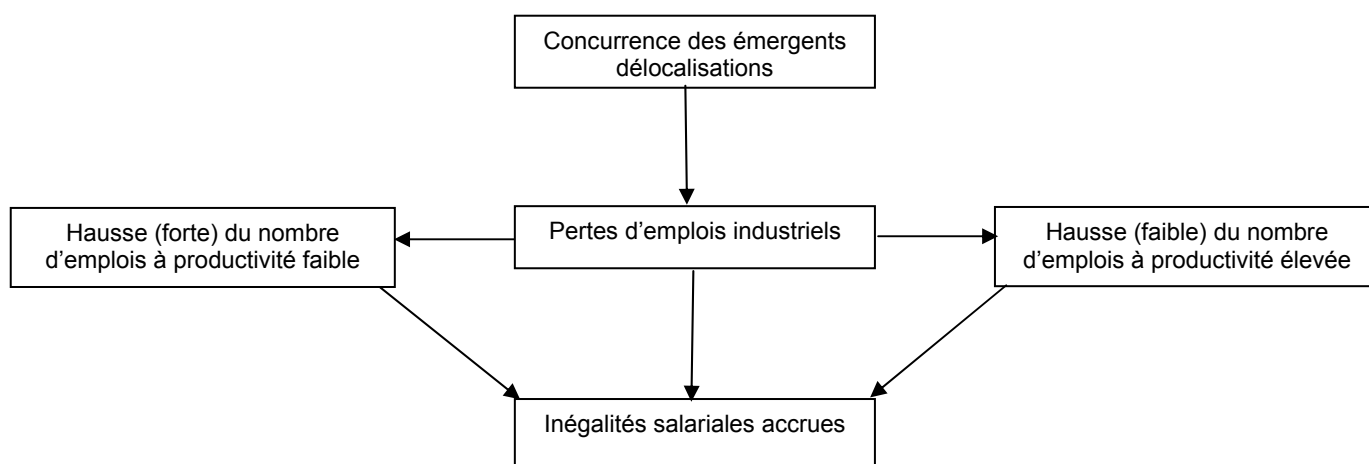 Concurrence des émergents
délocalisations
Hausse (forte) du nombre
d’emplois à productivité faible
Pertes d’emplois industriels
Hausse (faible) du nombre
d’emplois à productivité élevée
Inégalités salariales accrues